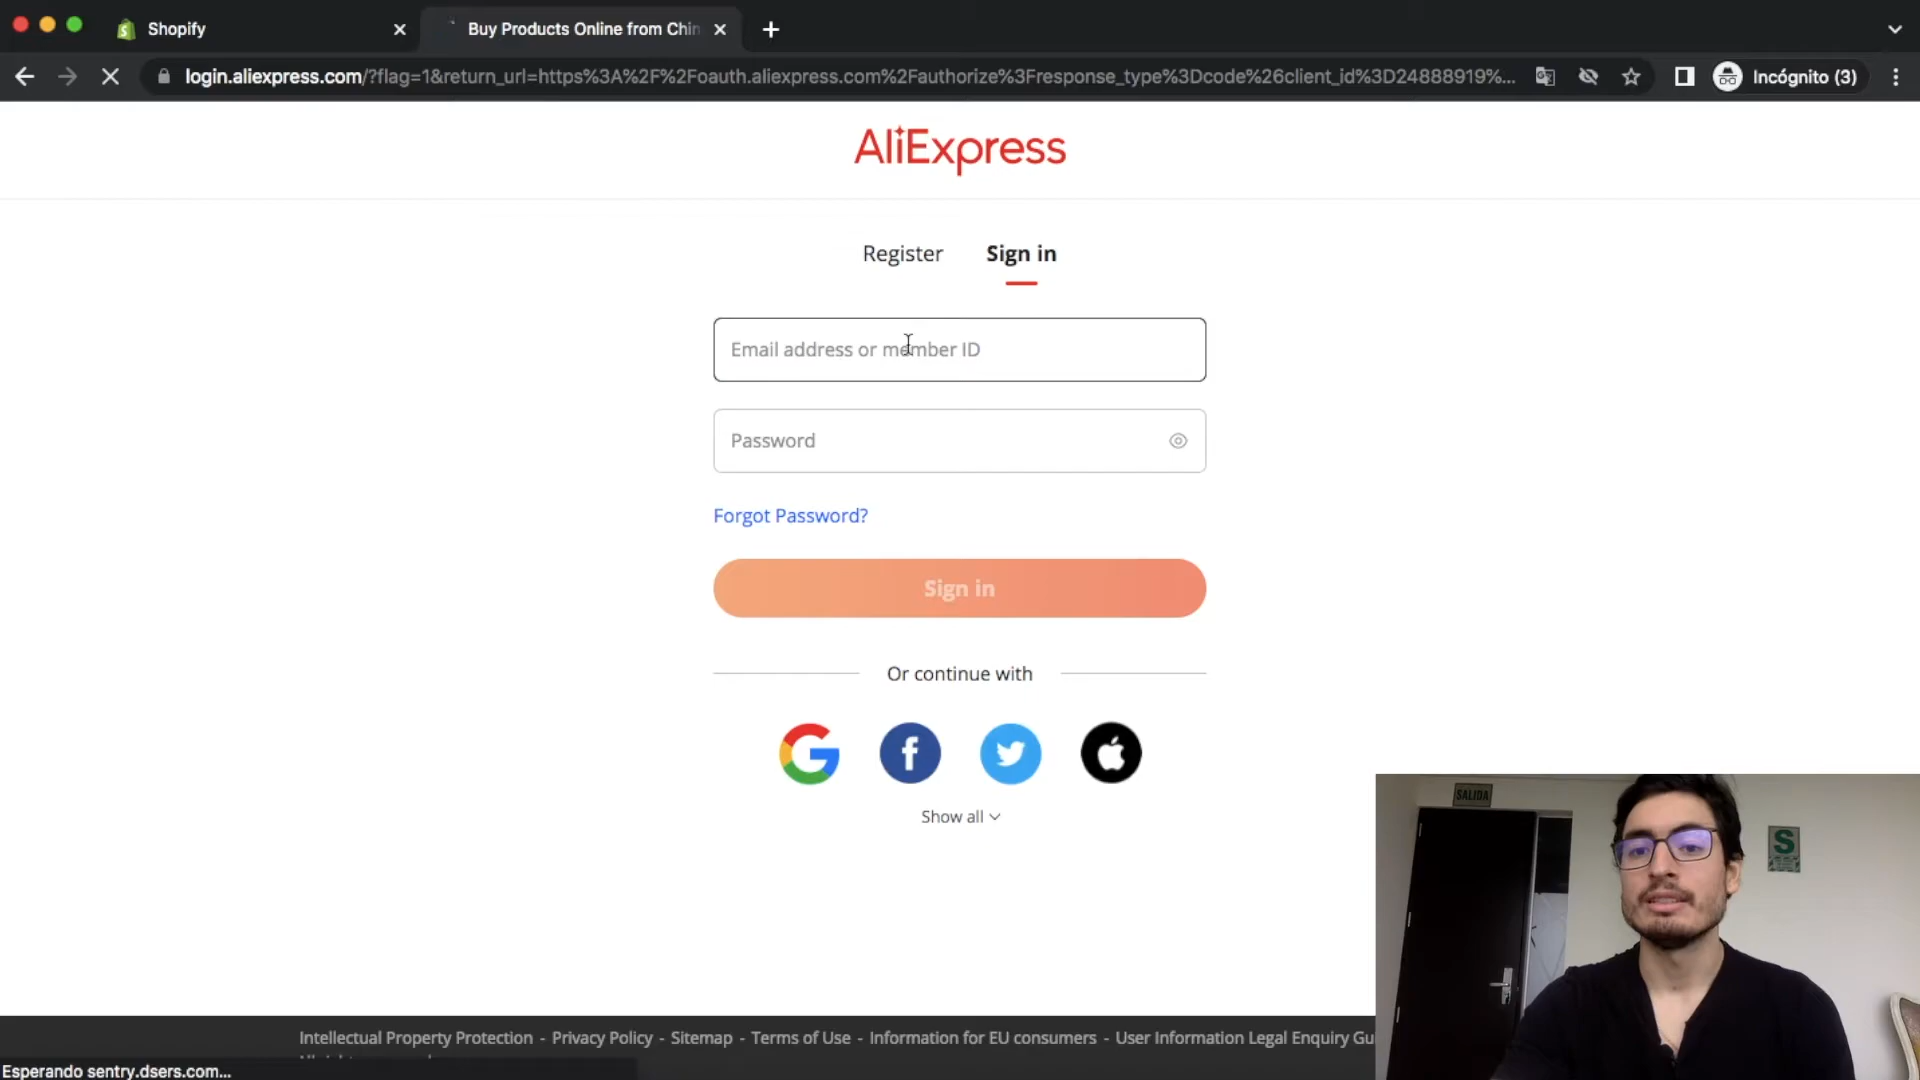 Shopify
Buy Products Online from Chin
login.aliexpress.com/?flag=1&return_url=https%3A%2F%2Foauth.aliexpress.com%2Fauthorize%3Fresponse_type%3Dcode%26client_id%3D24888919%...
Incógnito (3)
AliExpress
Register Sign in
Email address or member ID
Password
Forgot Password?
Sign in
Or continue with
Show all
SALIDA
S
Intellectual Property Protection - Privacy Policy - Sitemap - Terms of Use - Information for EU consumers - User Information Legal Enquiry Gu
Esperando sentry.dsers.com...